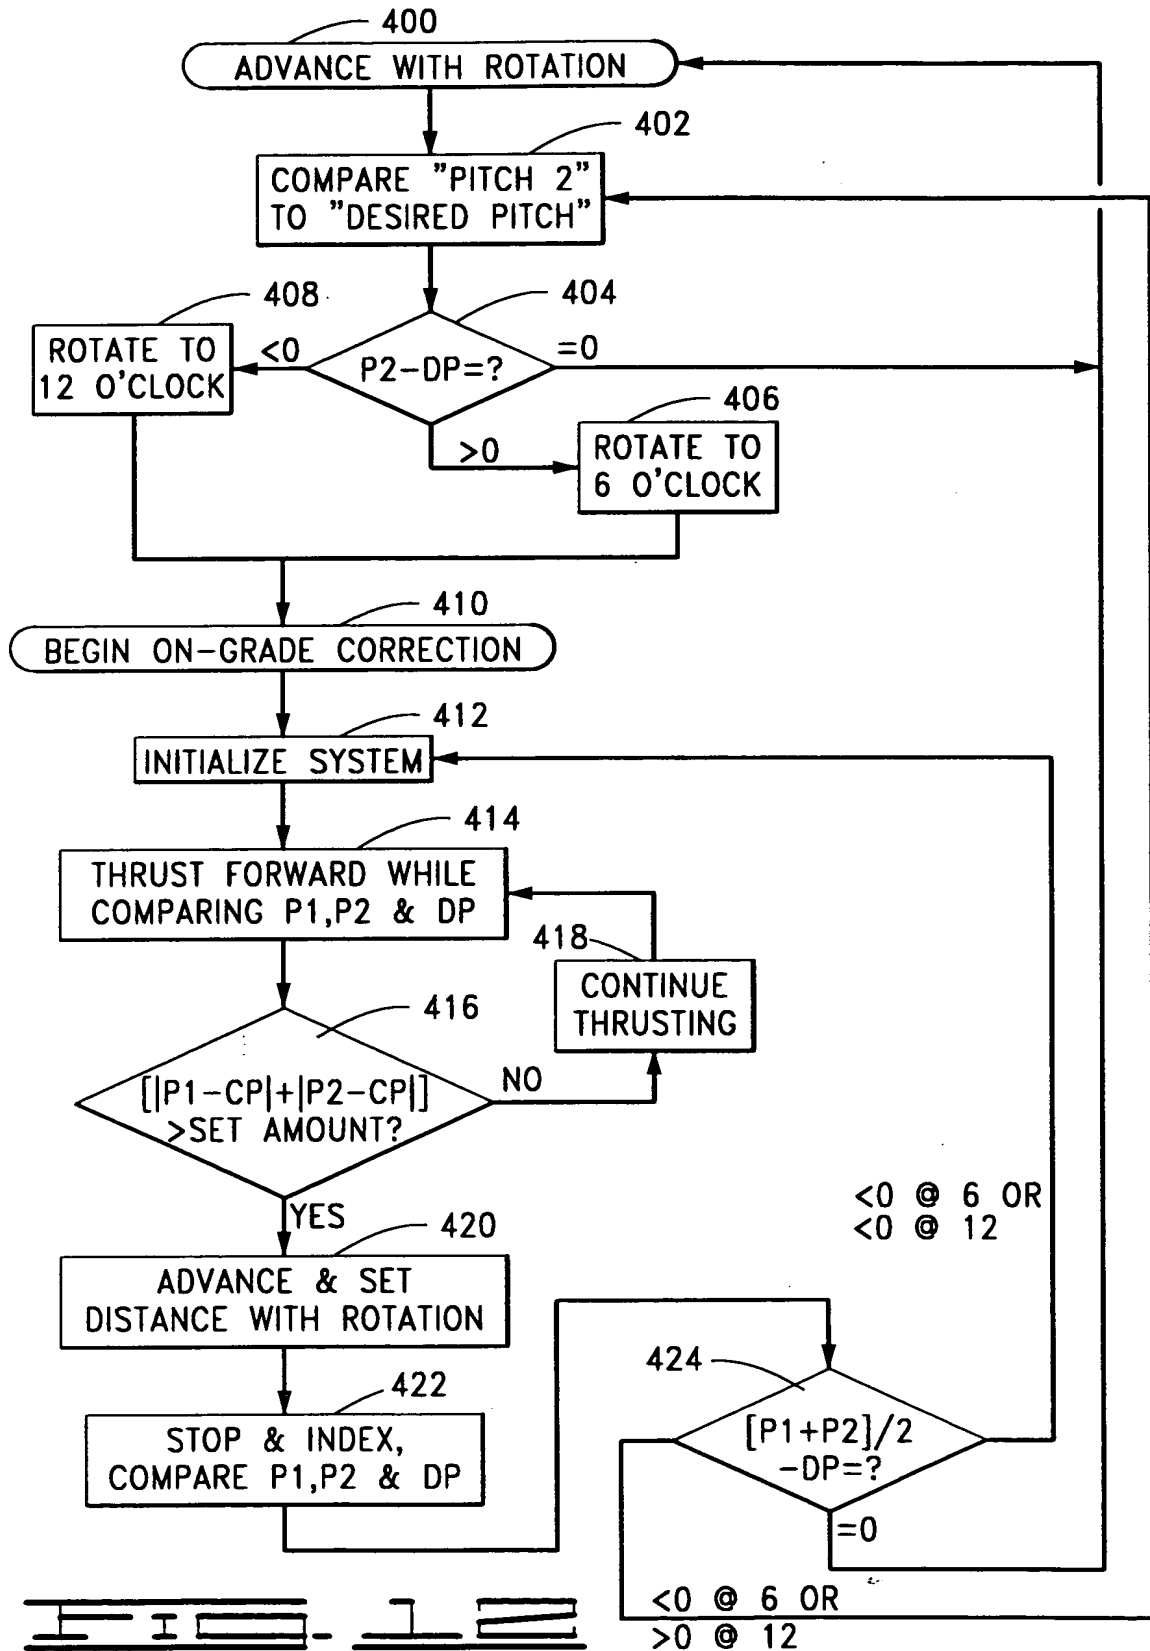 400
ADVANCE WITH ROTATION
402
COMPARE "PITCH 2"
TO "DESIRED PITCH"
404
408
P2-DP=?
<0
=0
ROTATE TO
12 O'CLOCK
406
>0
ROTATE TO
6 O'CLOCK
410
BEGIN ON-GRADE CORRECTION
412
INITIALIZE SYSTEM
414
THRUST FORWARD WHILE
COMPARING P1,P2 & DP
418
CONTINUE
THRUSTING
416
[|P1-CP|+|P2-CP|]
>SET AMOUNT?
NO
YES
420
ADVANCE & SET
DISTANCE WITH ROTATION
422
STOP & INDEX,
COMPARE P1,P2 & DP
424
[P1+P2]/2
-DP=?
<0 @ 6 OR
<0 @ 12
=0
<0 @ 6 OR
>0 @ 12
FIG. 12